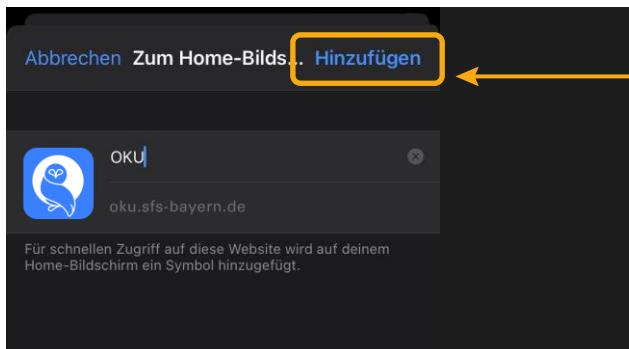 Abbrechen Zum Home-Bilds... Hinzufügen
OKU
oku.sfs-bayern.de
Für schnellen Zugriff auf diese Website wird auf deinem
Home-Bildschirm ein Symbol hinzugefügt.